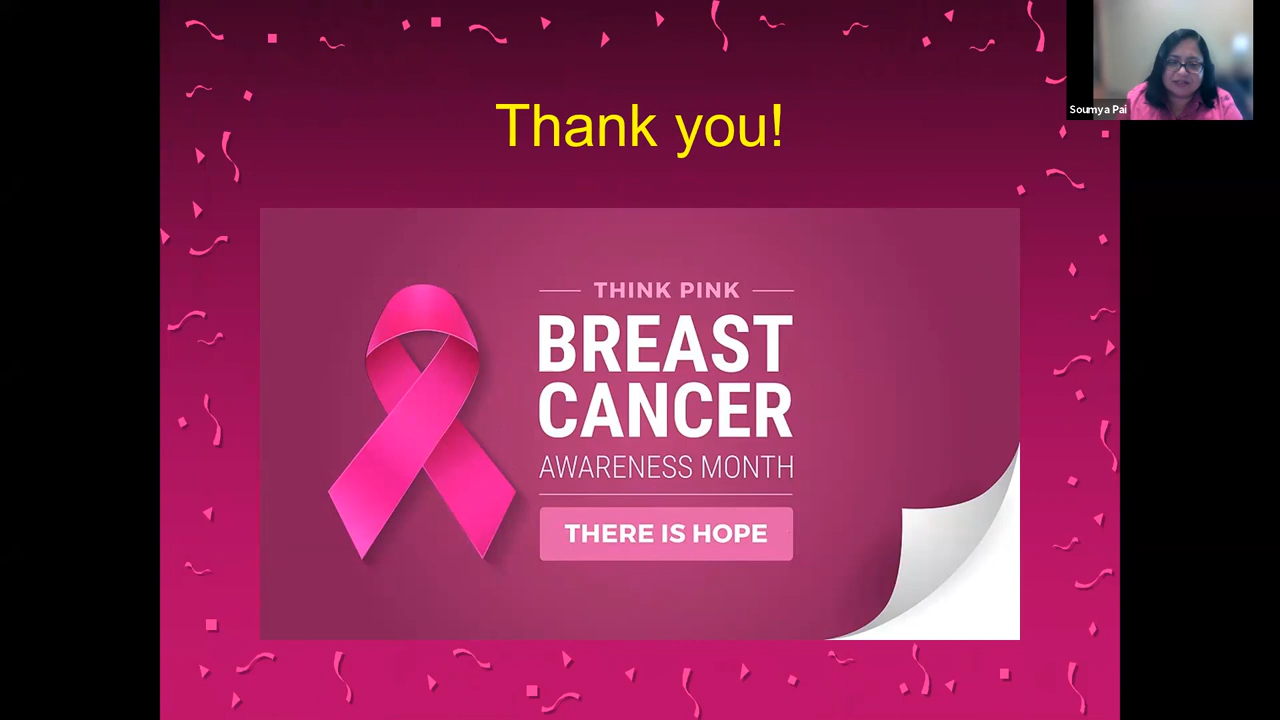 Thank you!
Soumya Pai
THINK PINK
BREAST
CANCER
AWARENESS MONTH
THERE IS HOPE